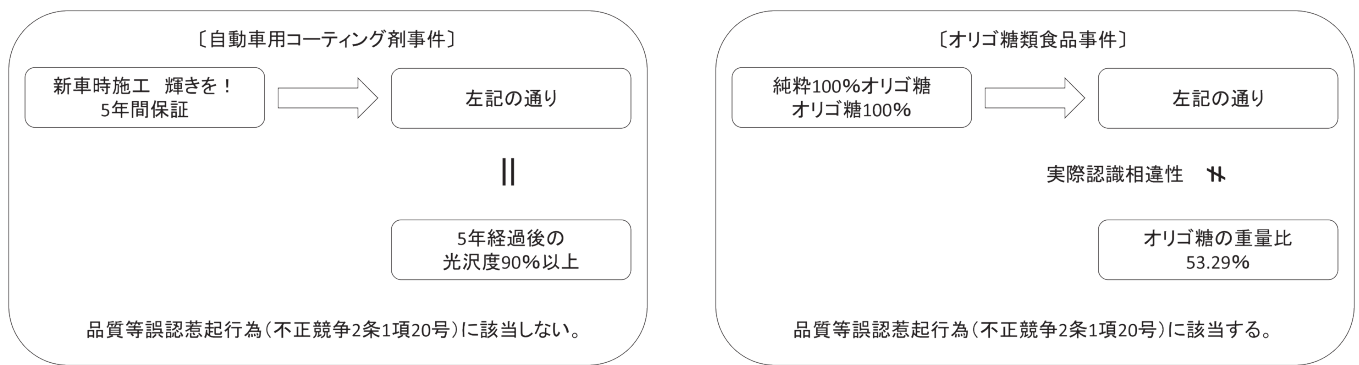 〔自動車用コーティング剤事件〕
新車時施工 輝きを！
5年間保証
左記の通り
||
5年経過後の
光沢度90％以上
品質等誤認惹起行為（不正競争2条1項20号）に該当しない。
〔オリゴ糖類食品事件〕
純粋100％オリゴ糖
オリゴ糖100％
左記の通り
実際認識相違性 ≠
オリゴ糖の重量比
53.29％
品質等誤認惹起行為（不正競争2条1項20号）に該当する。